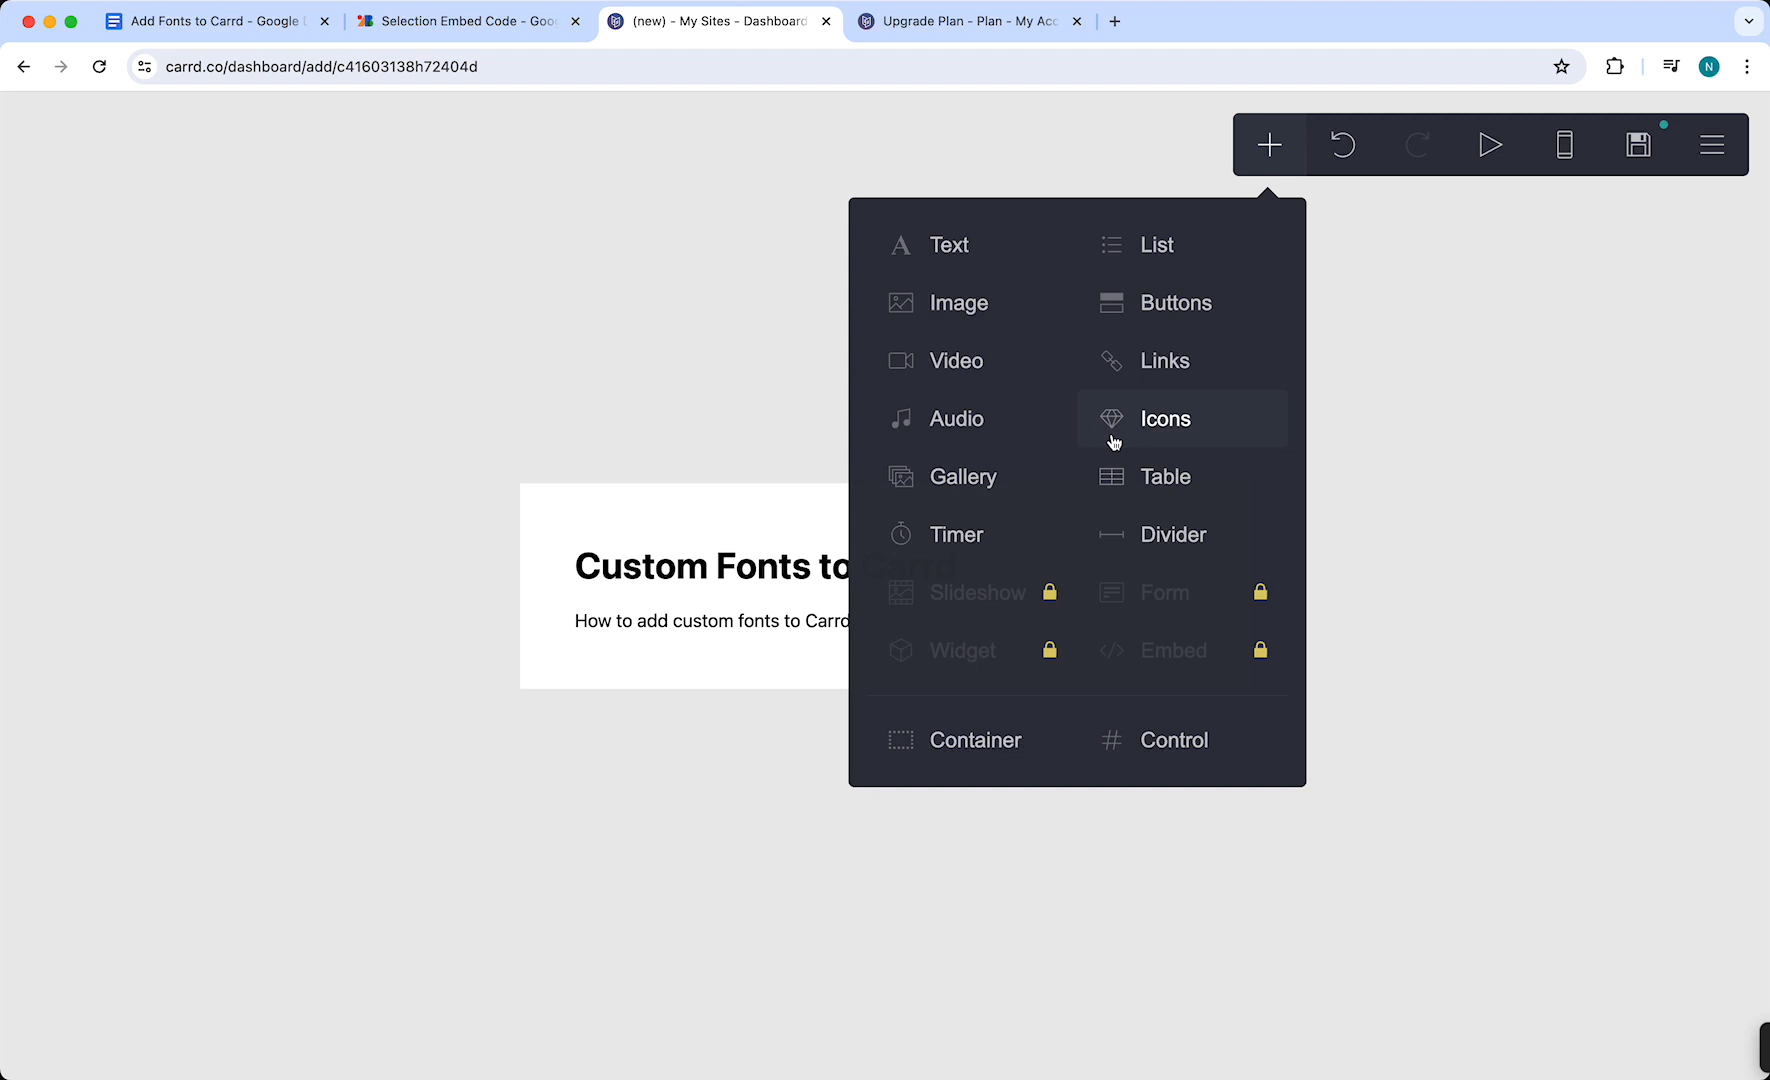 Add Fonts to Carrd - Google
Selection Embed Code - Goo
(new) - My Sites - Dashboard
Upgrade Plan - Plan - My Acc
carrd.co/dashboard/add/c41603138h72404d
N
Text
List
Image
Buttons
Video
Links
Audio
Icons
Gallery
Table
Timer
Divider
Custom Fonts to Carrd
Slideshow
Form
How to add custom fonts to Carrd
Widget
Embed
Container
Control